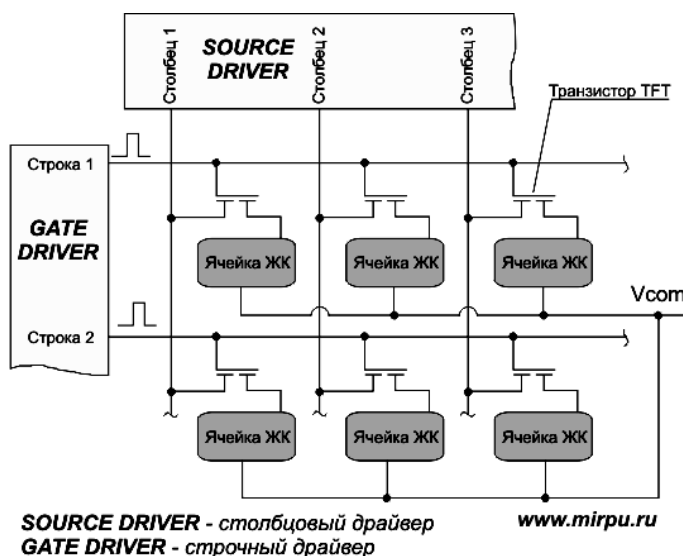 SOURCE
DRIVER
Столбец 1
Столбец 2
Столбец 3
Транзистор TFT
Строка 1
GATE
DRIVER
Ячейка ЖК
Ячейка ЖК
Ячейка ЖК
Vcom
Строка 2
Ячейка ЖК
Ячейка ЖК
Ячейка ЖК
SOURCE DRIVER - столбцовый драйвер
www.mirpu.ru
GATE DRIVER - строчный драйвер